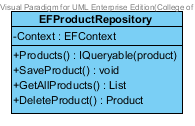 Visual Paradigm for UML Enterprise Edition(College of
EFProductRepository
-Context : EFContext
+Products() : IQueryable(product)
+SaveProduct() : void
+GetAllProducts() : List
+DeleteProduct() : Product